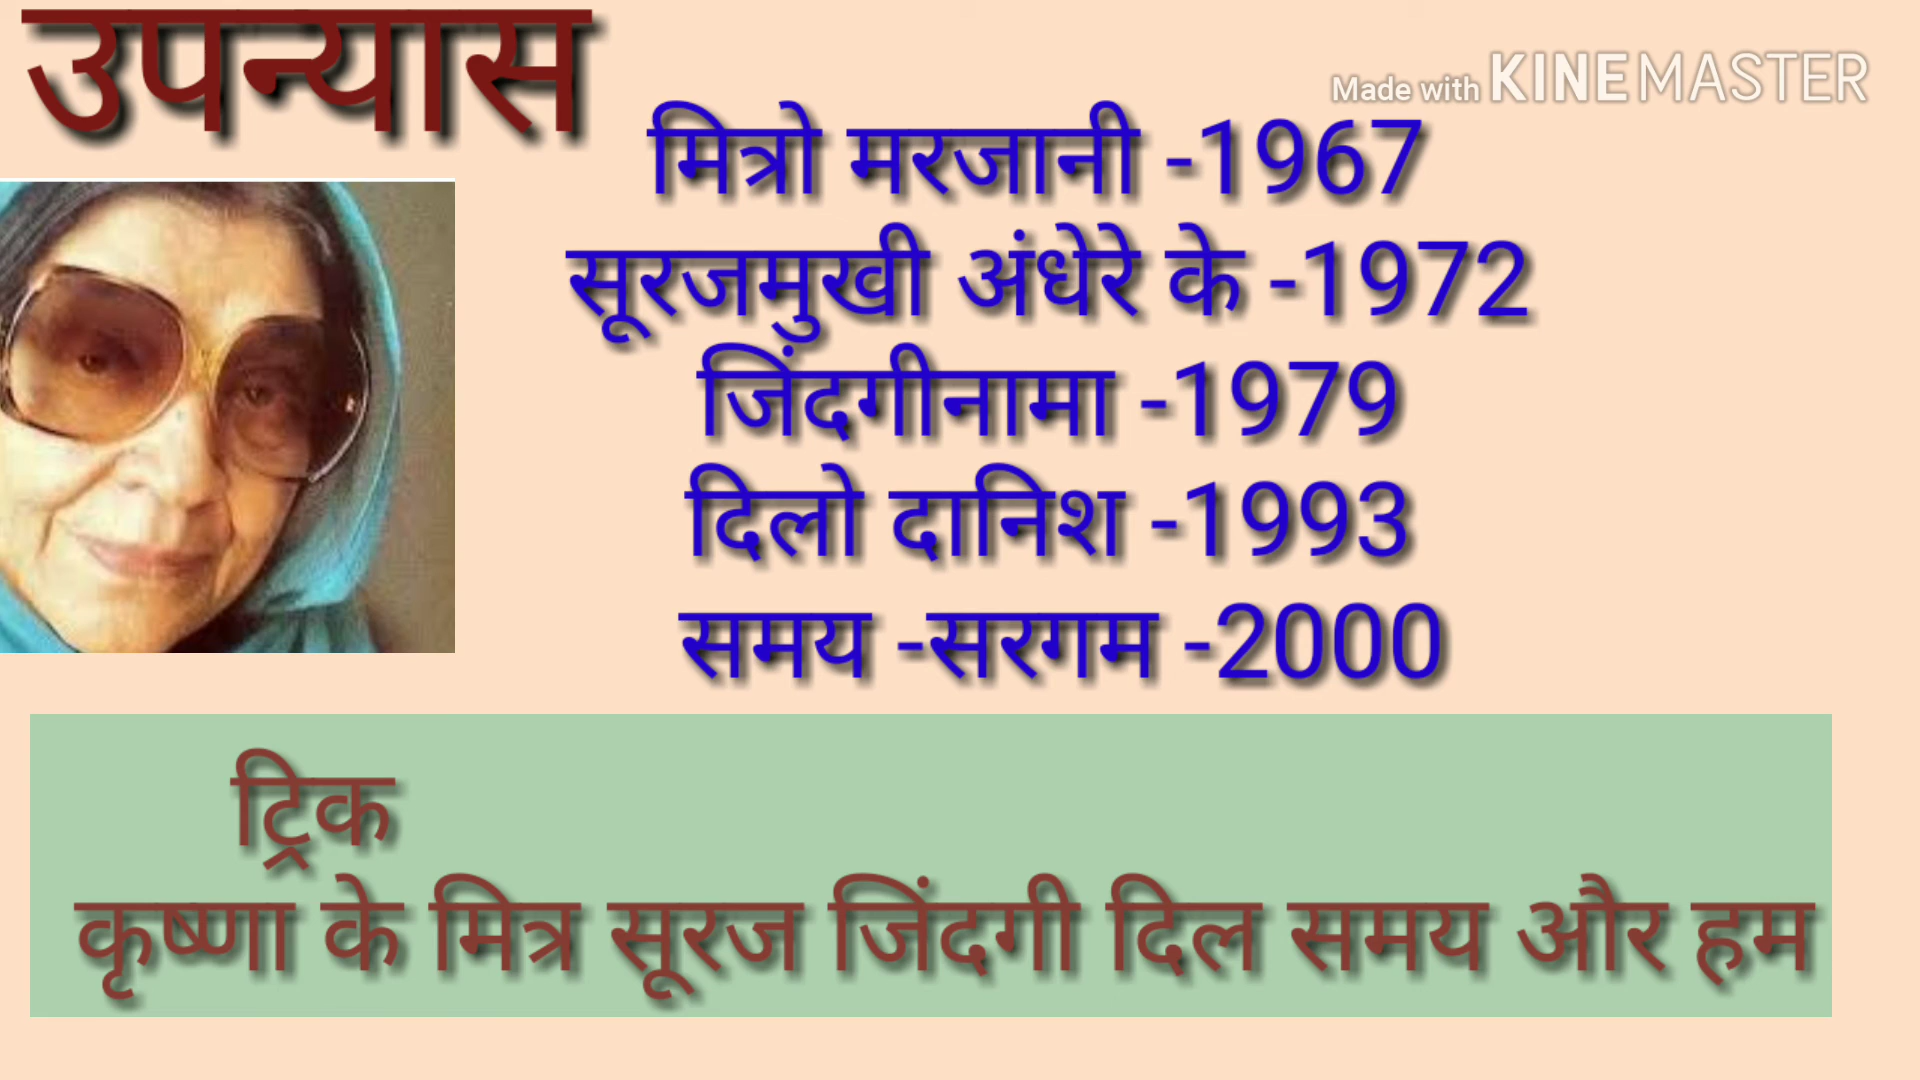 उपन्यास
Made with KINEMASTER
मित्रो मरजानी -1967
सूरजमुखी अंधेरे के -1972
जिंदगीनामा -1979
दिलो दानिश -1993
समय -सरगम -2000
ट्रिक
कृष्णा के मित्र सूरज जिंदगी दिल समय और हम